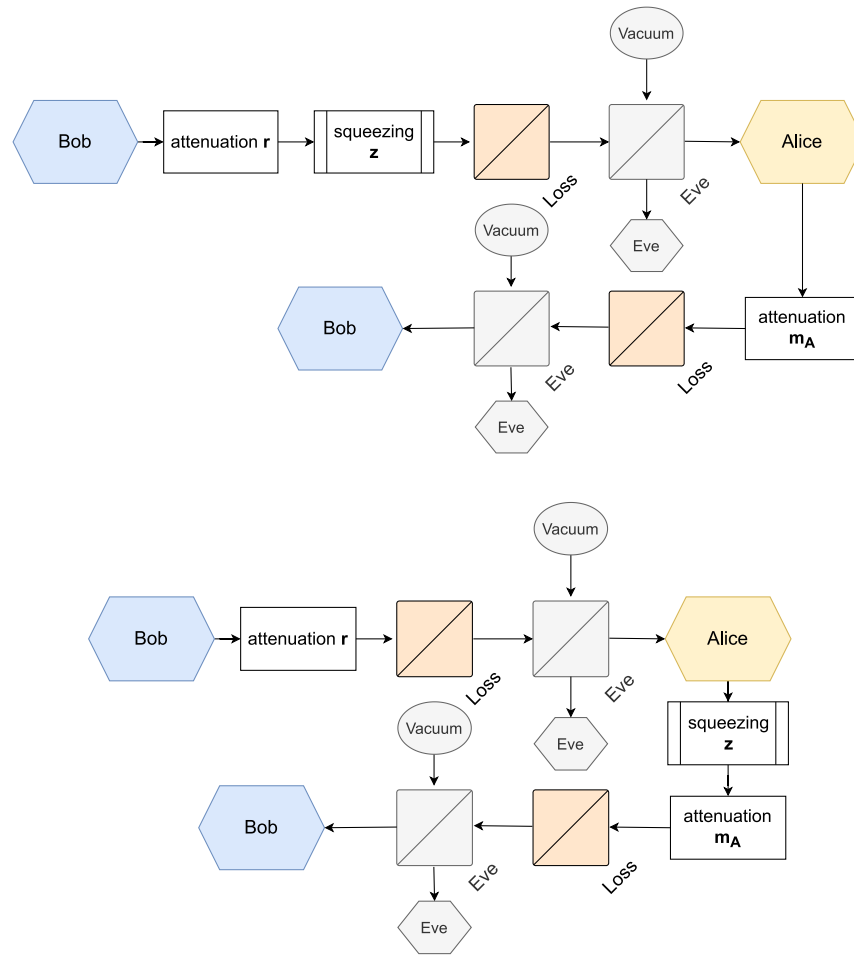 Vacuum
Bob
attenuation r
squeezing
z
Alice
Loss
Eve
Vacuum
Eve
Bob
attenuation
mA
Eve
Loss
Eve
Vacuum
Bob
attenuation r
Alice
Loss
Eve
Vacuum
squeezing
z
Eve
Bob
attenuation
mA
Eve
Loss
Eve